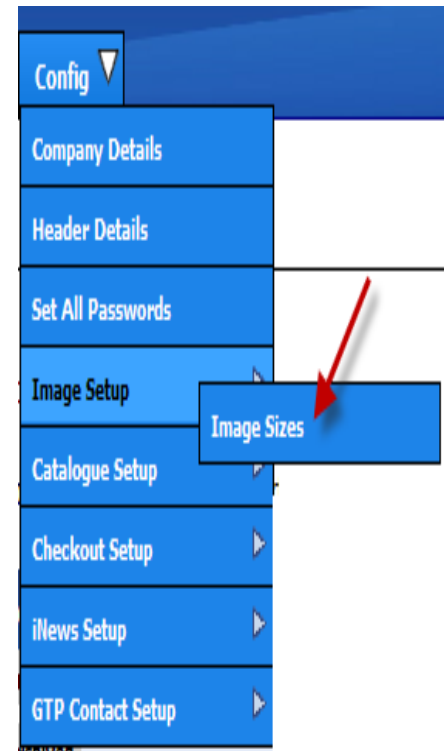 Config
Company Details
Header Details
Set All Passwords
Image Setup
Image Sizes
Catalogue Setup
Checkout Setup
iNews Setup
GTP Contact Setup